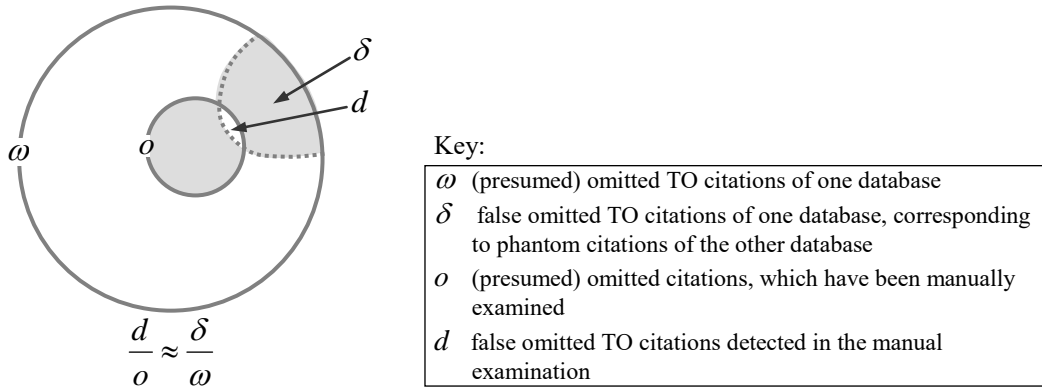 δ
d
ω
o
d/o ≈ δ/ω
Key:
ω (presumed) omitted TO citations of one database
δ false omitted TO citations of one database, corresponding
to phantom citations of the other database
o (presumed) omitted citations, which have been manually
examined
d false omitted TO citations detected in the manual
examination